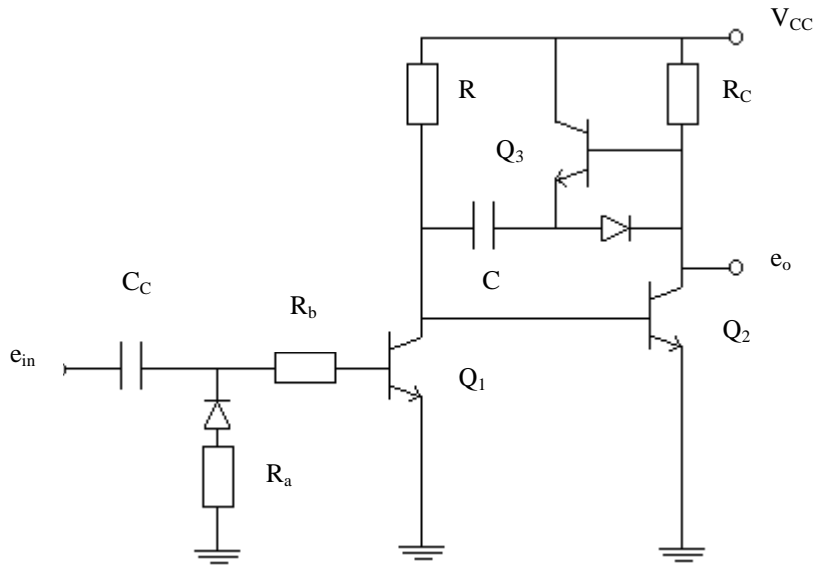 V_CC
R
R_C
Q_3
C
e_o
C_C
R_b
Q_2
e_in
Q_1
R_a